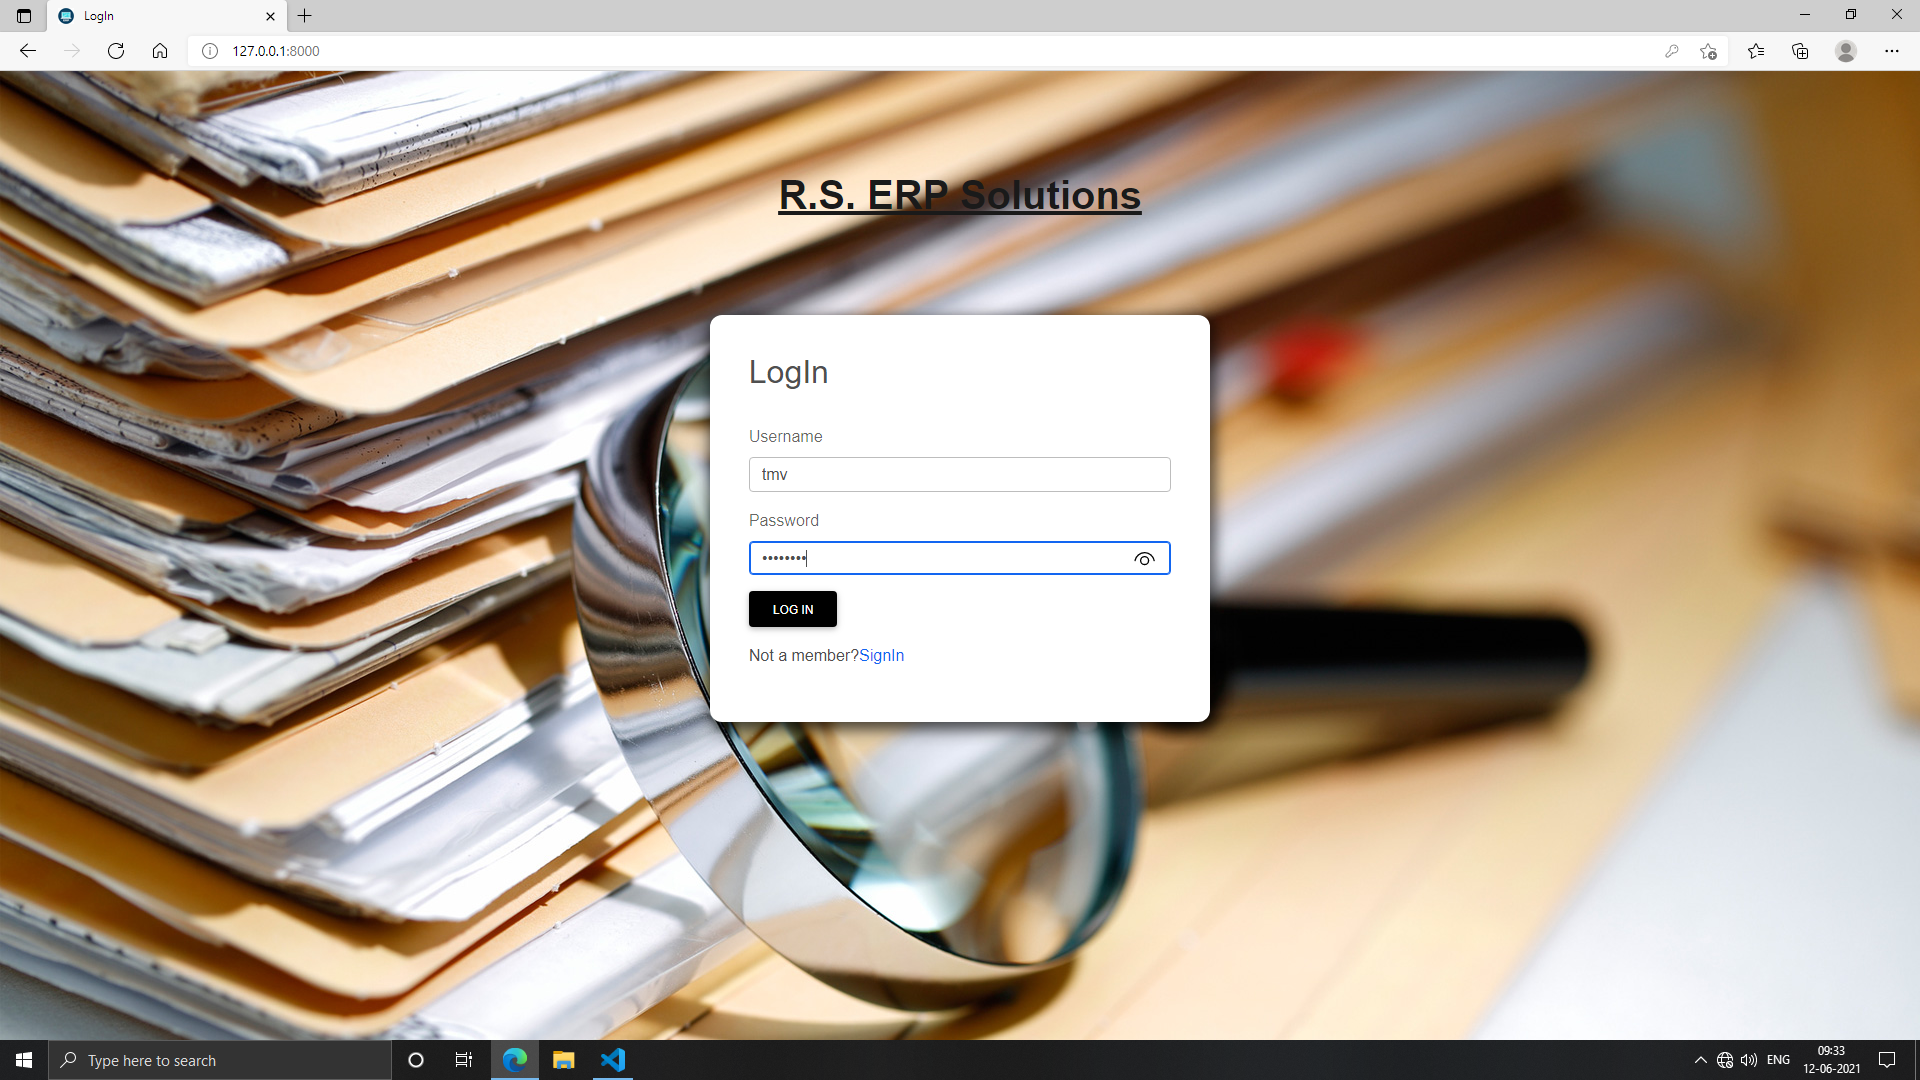 LogIn
127.0.0.1:8000
R.S. ERP Solutions
LogIn
Username
tmv
Password
••••••••
LOG IN
Not a member?SignIn
Type here to search
ENG
09:33
12-06-2021